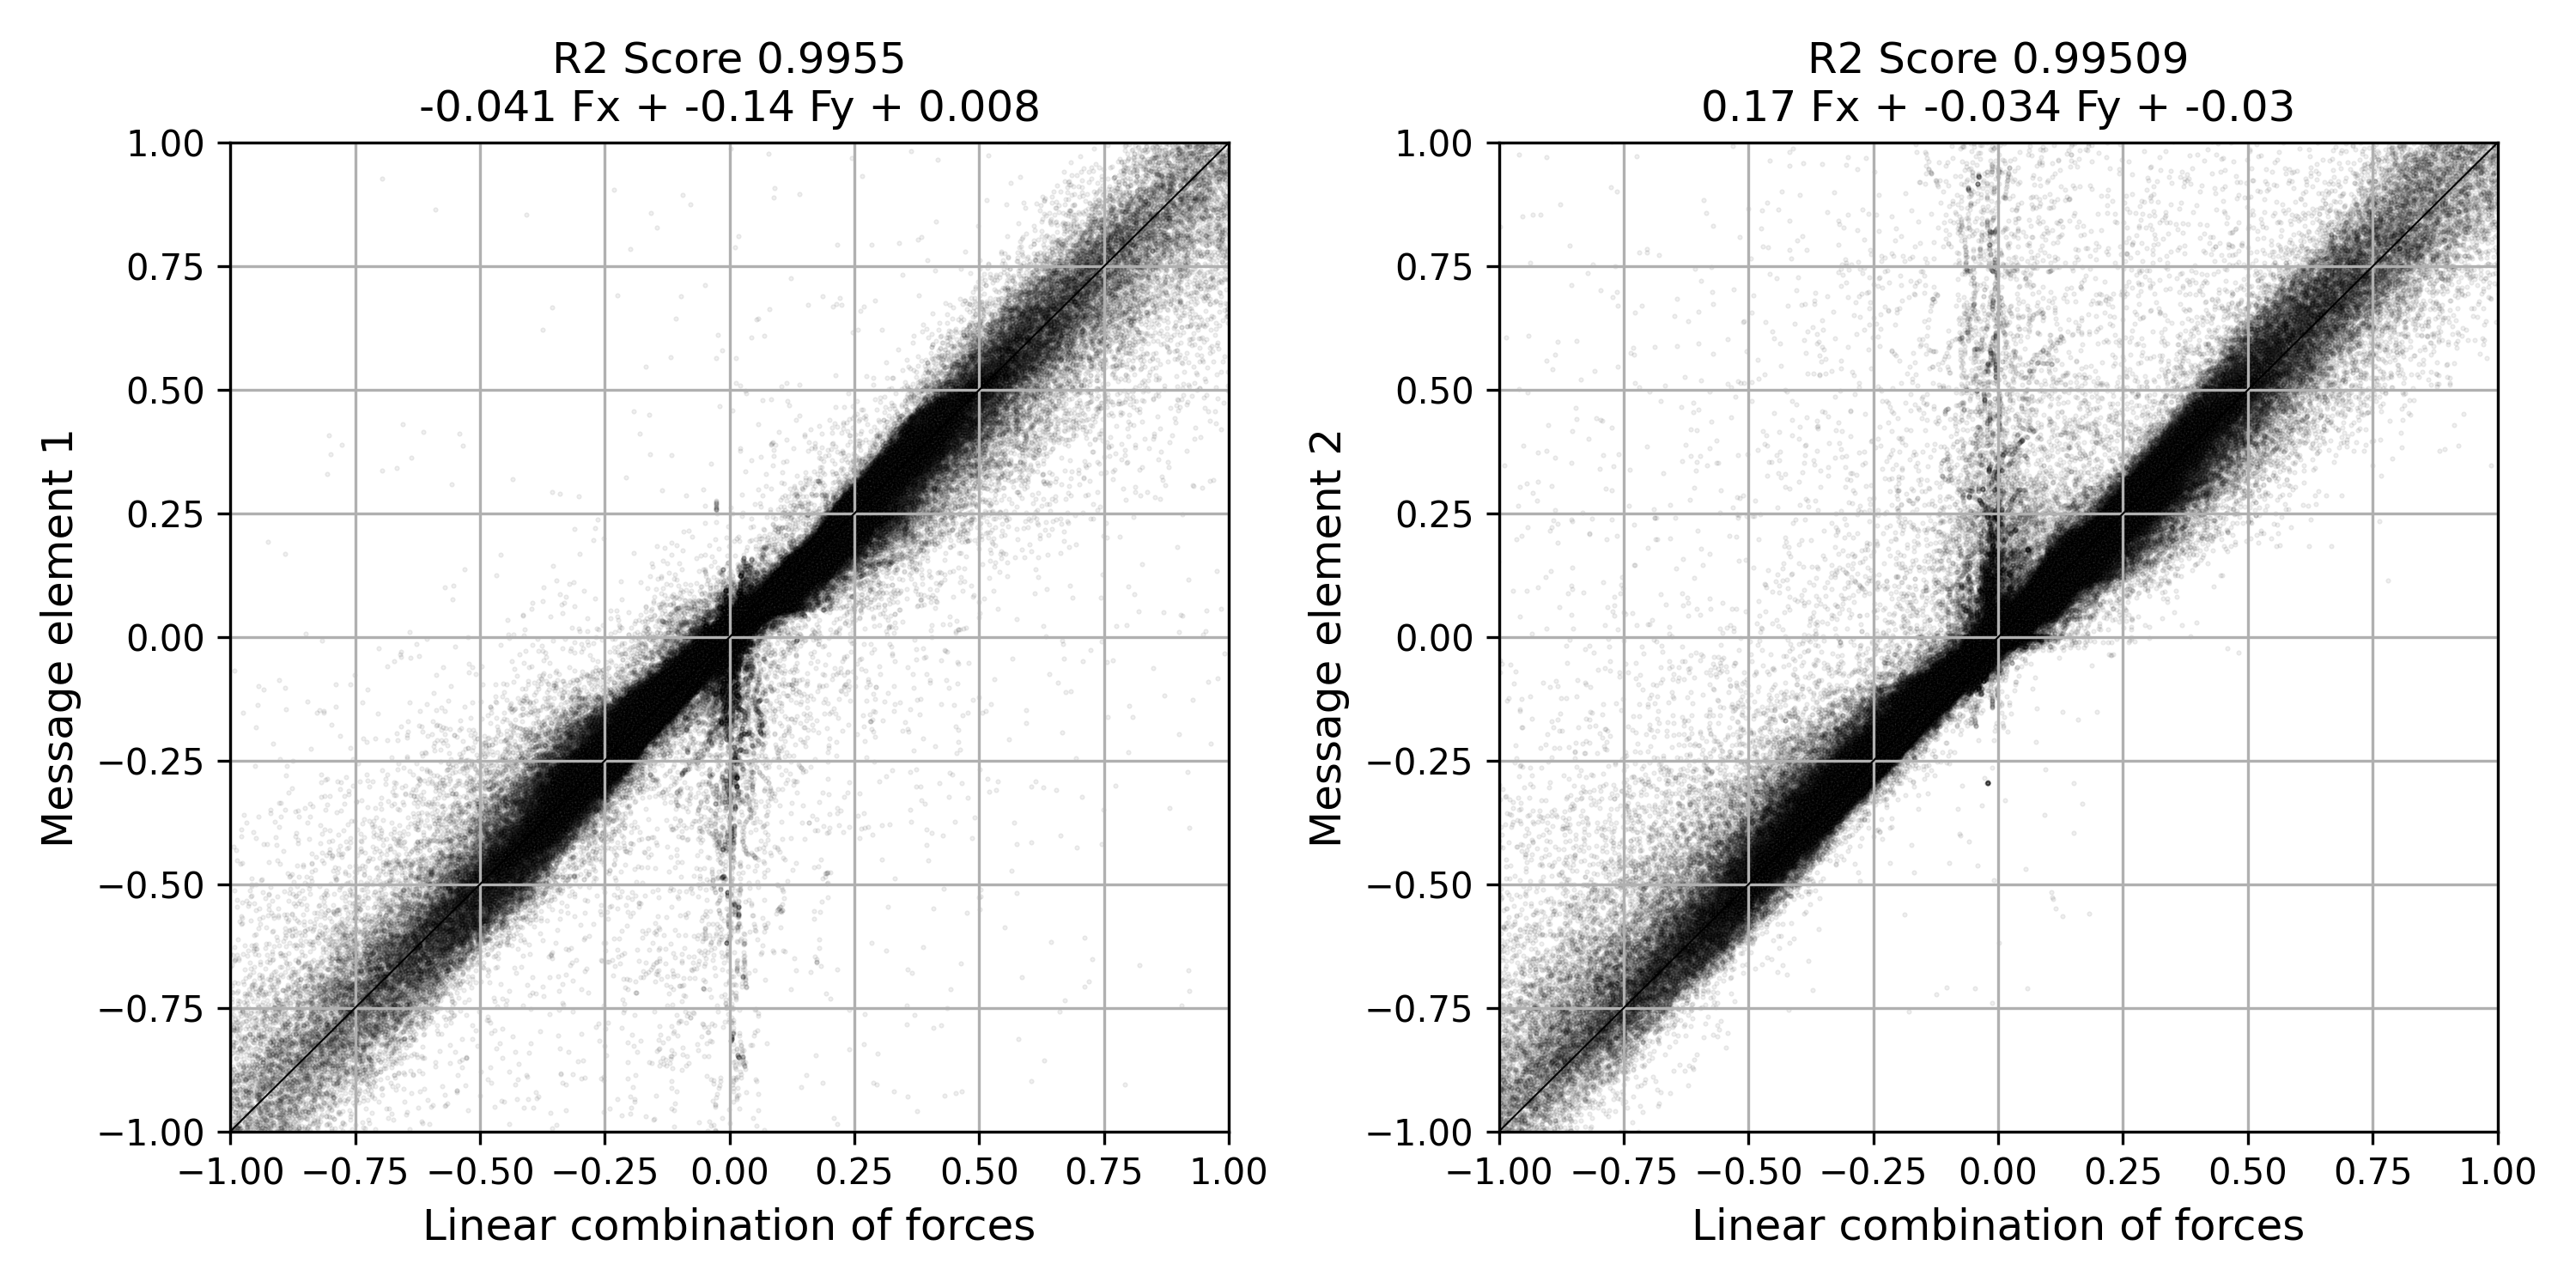 R2 Score 0.9955
-0.041 Fx + -0.14 Fy + 0.008
Message element 1
1.00
0.75
0.50
0.25
0.00
−0.25
−0.50
−0.75
−1.00
−1.00 −0.75 −0.50 −0.25 0.00 0.25 0.50 0.75 1.00
Linear combination of forces
R2 Score 0.99509
0.17 Fx + -0.034 Fy + -0.03
Message element 2
1.00
0.75
0.50
0.25
0.00
−0.25
−0.50
−0.75
−1.00
−1.00 −0.75 −0.50 −0.25 0.00 0.25 0.50 0.75 1.00
Linear combination of forces